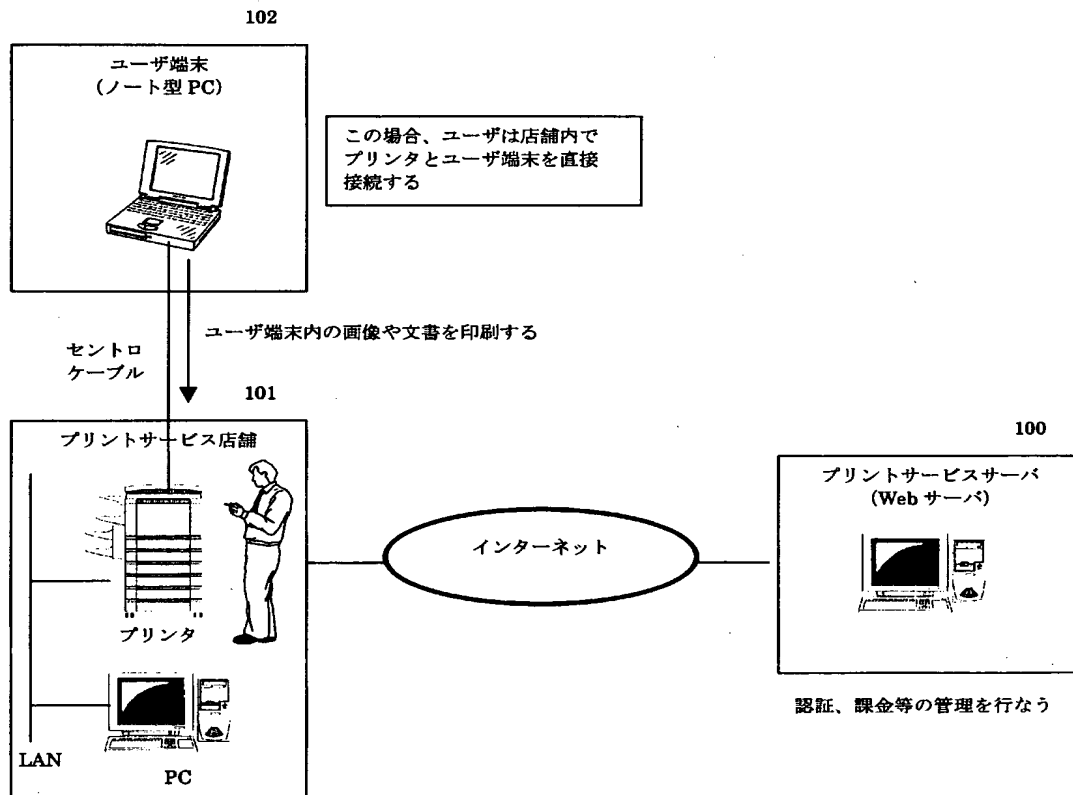 102
ユーザ端末
(ノート型 PC)
この場合、ユーザは店舗内で
プリンタとユーザ端末を直接
接続する
ユーザ端末内の画像や文書を印刷する
セントロ
ケーブル
101
プリントサービス店舗
プリンタ
LAN
PC
インターネット
100
プリントサービスサーバ
(Web サーバ)
認証、課金等の管理を行なう